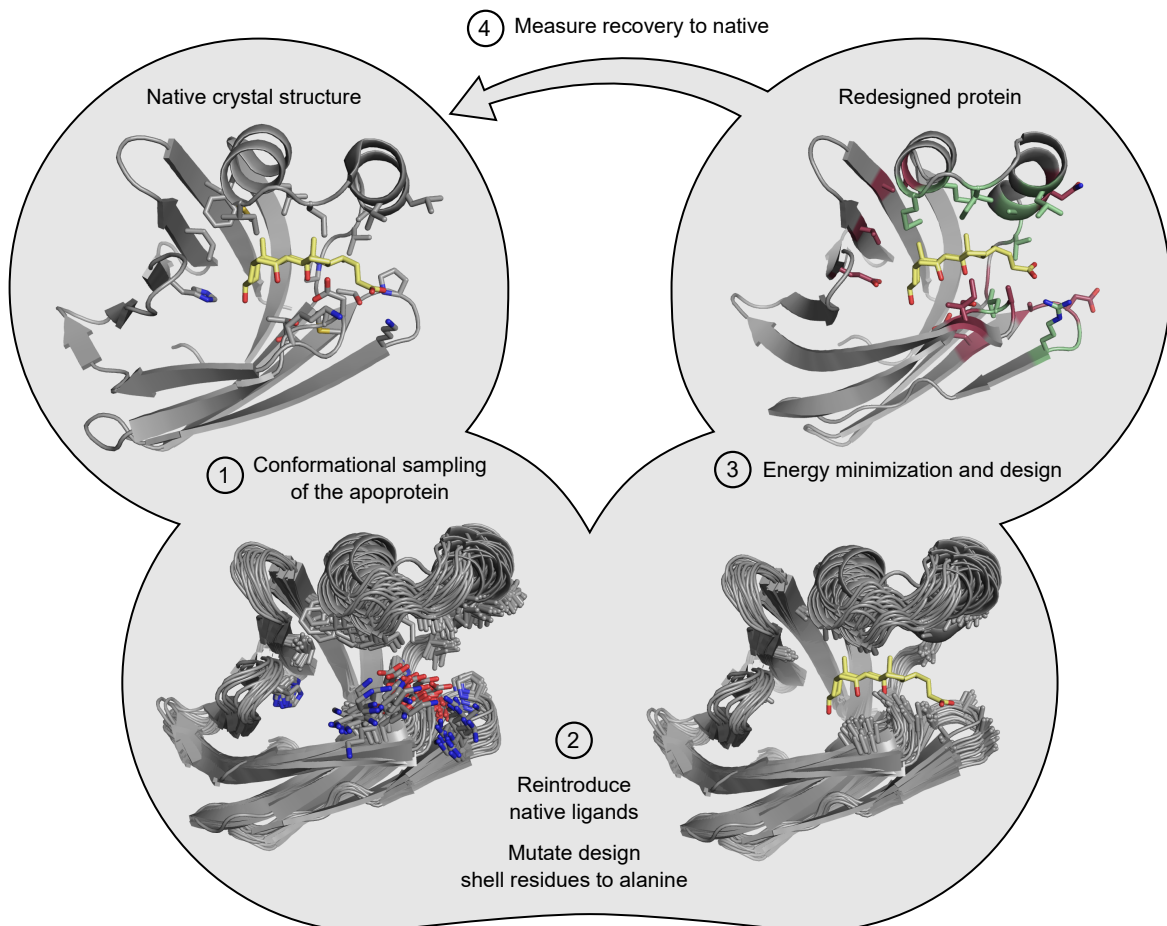 4 Measure recovery to native
Native crystal structure
Redesigned protein
1 Conformational sampling
of the apoprotein
3 Energy minimization and design
2
Reintroduce
native ligands
Mutate design
shell residues to alanine